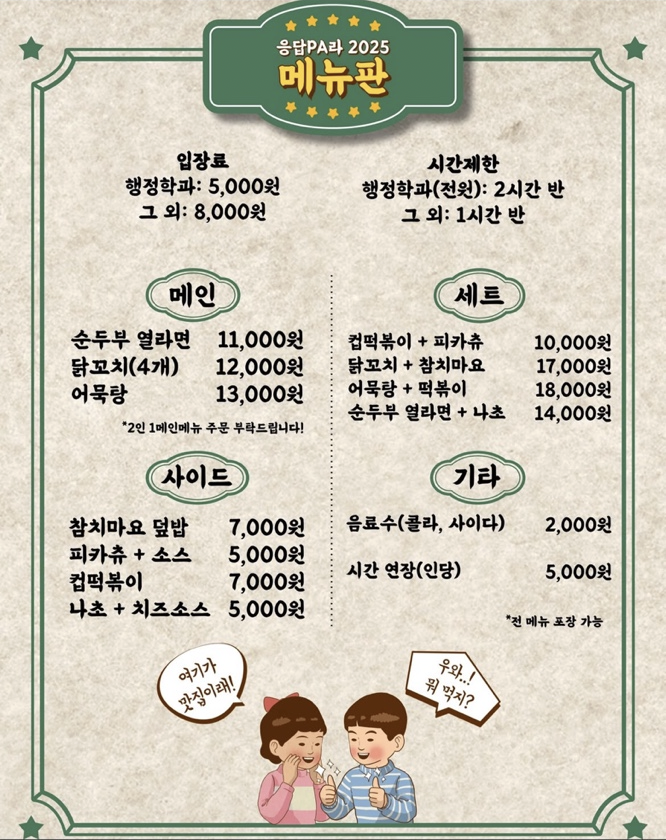 응답PA라 2025
메뉴판
입장료
행정학과: 5,000원
그 외: 8,000원
시간제한
행정학과(전원): 2시간 반
그 외: 1시간 반
메인
순두부 열라면 11,000원
닭꼬치(4개) 12,000원
어묵탕 13,000원
*2인 1메인메뉴 주문 부탁드립니다!
세트
컵떡볶이 + 피카츄 10,000원
닭꼬치 + 참치마요 17,000원
어묵탕 + 떡볶이 18,000원
순두부 열라면 + 나초 14,000원
사이드
참치마요 덮밥 7,000원
피카츄 + 소스 5,000원
컵떡볶이 7,000원
나초 + 치즈소스 5,000원
기타
음료수(콜라, 사이다) 2,000원
시간 연장(인당) 5,000원
*전 메뉴 포장 가능
여기가
맛집이래!
우와..!
뭐 먹지?